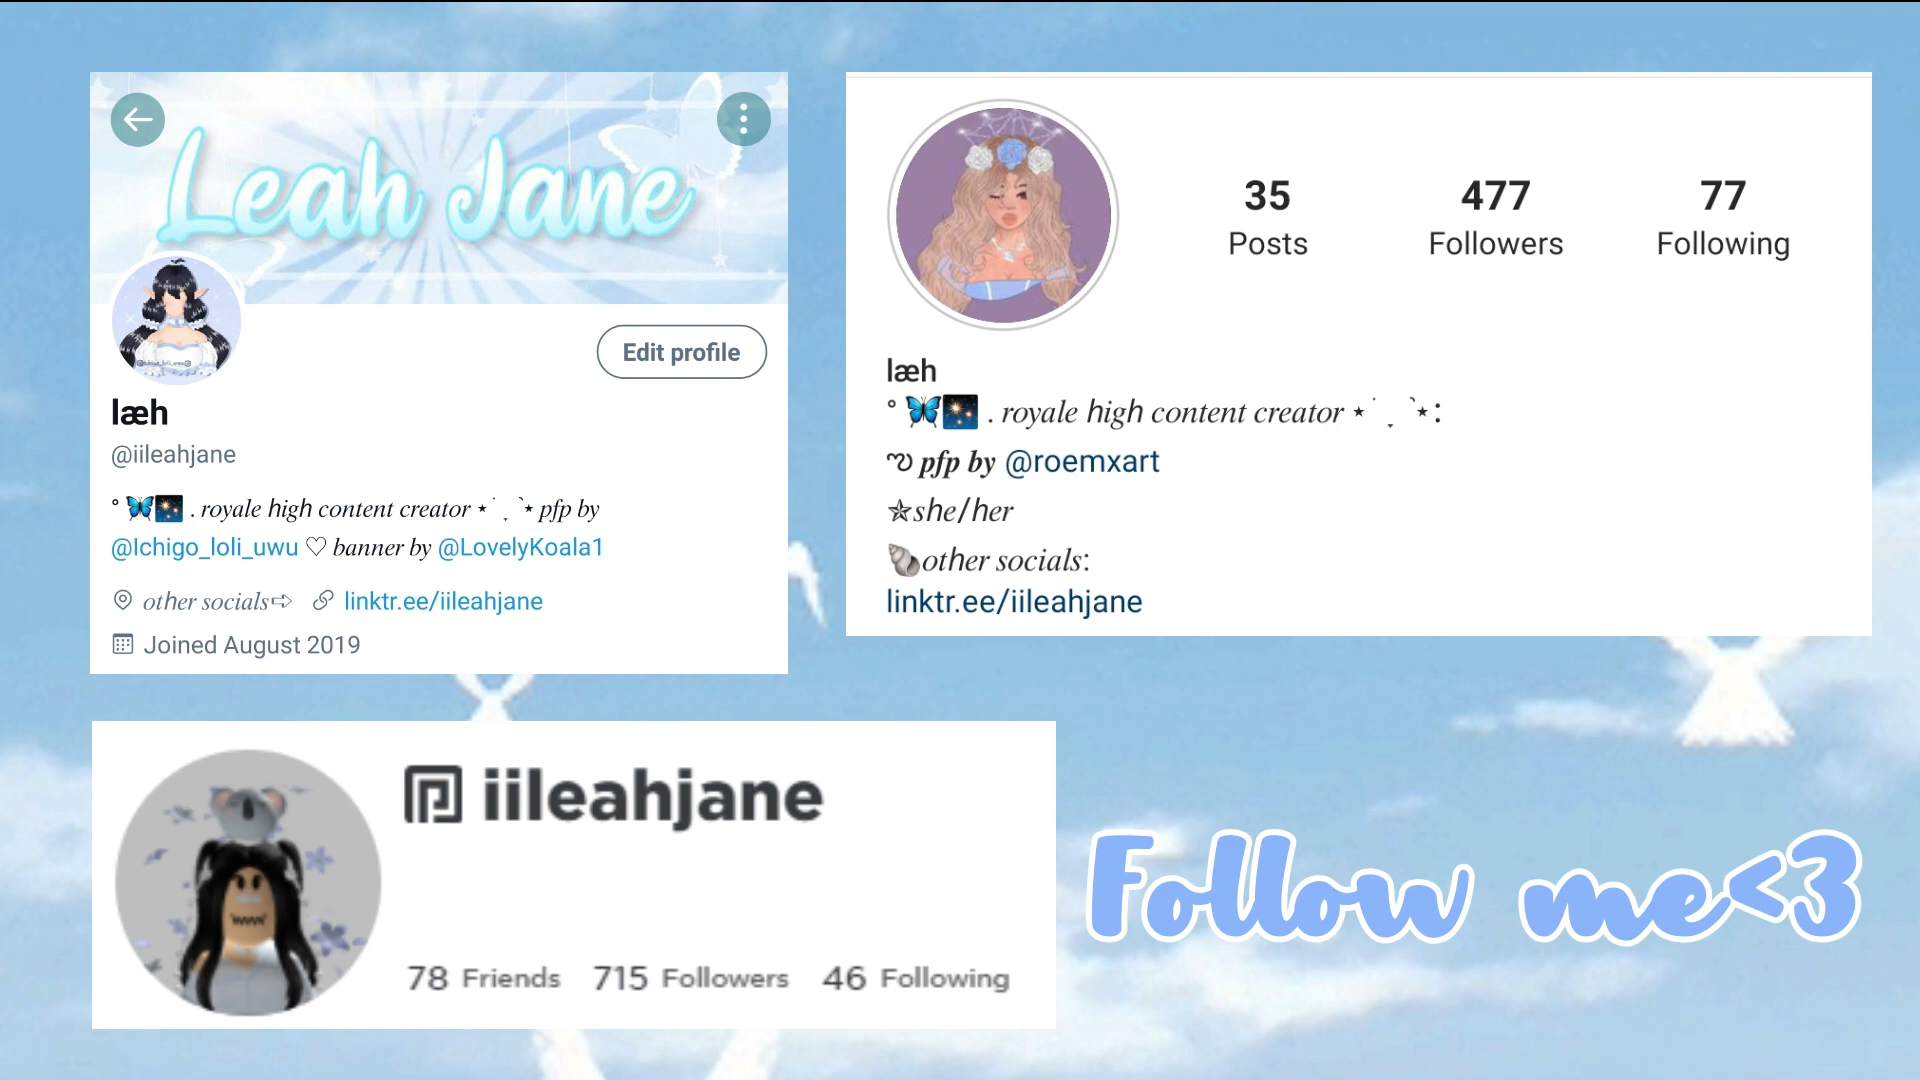 Leah Jane
Edit profile
læh
@iileahjane
° 🦋🎇 . royale high content creator ⋆˙ ̣ ˋ⋆ pfp by
@Ichigo_loli_uwu ♡ banner by @LovelyKoala1
other socials➪ linktr.ee/iileahjane
Joined August 2019
35 477 77
Posts Followers Following
læh
° 🦋🎇 . royale high content creator ⋆˙ ̣ ˋ⋆:
ఌ pfp by @roemxart
✯she/her
🐚other socials:
linktr.ee/iileahjane
iileahjane
78 Friends 715 Followers 46 Following
Follow me<3